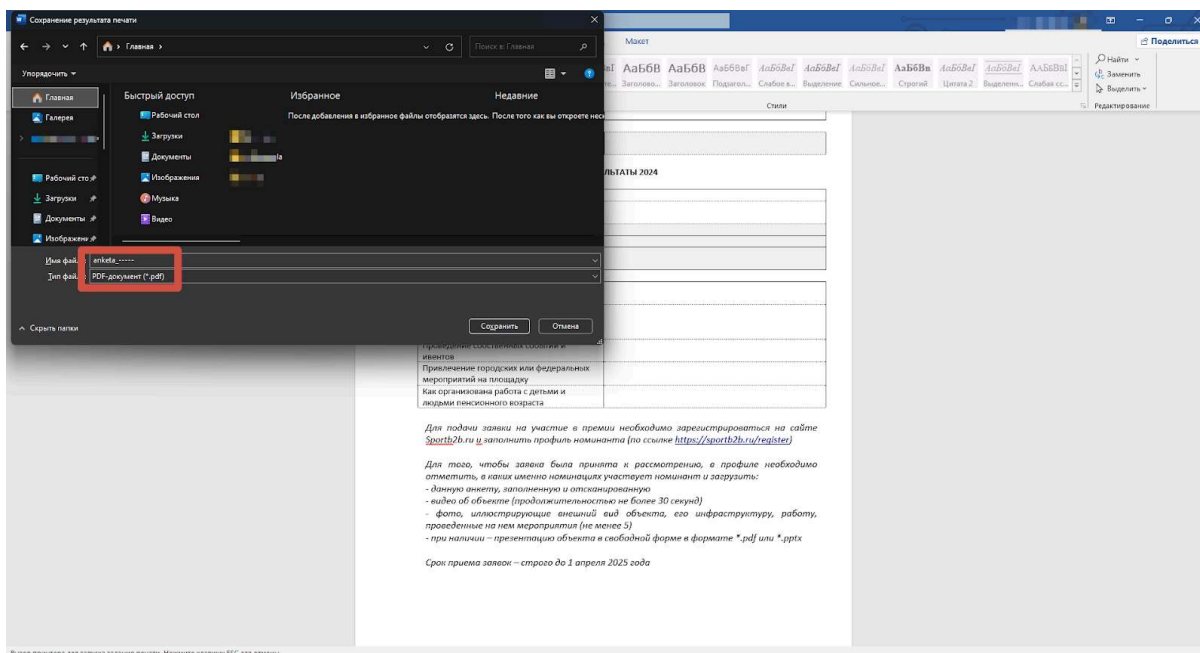 Сохранение результата печати
Главная
Поиск в: Главная
Упорядочить
Главная
Галерея
Рабочий сто
Загрузки
Документы
Изображени
Быстрый доступ
Рабочий стол
Загрузки
Документы
Изображения
Музыка
Видео
Избранное
После добавления в избранное файлы отобразятся здесь.
Недавние
После того как вы откроете
Имя фай
anketa_-----
Тип фай
PDF-документ (*.pdf)
Скрыть папки
Сохранить
Отмена
Макет
Поделиться
АаБбВ АаБбВ АаБбВвГ АаБбВвГ АаБбВвГ АаБбВвГ АаБбВв АаБбВвГ АаБбВвГ ААББВВГ
Заголово... Заголовок Подзагол... Слабое в... Выделение Сильное... Строгий Цитата 2 Выделенн... Слабая сс...
Стили
Найти
Заменить
Выделить
Редактирование
ЛЬТАТЫ 2024
Проведение собственных событий и
ивентов
Привлечение городских или федеральных
мероприятий на площадку
Как организована работа с детьми и
людьми пенсионного возраста
Для подачи заявки на участие в премии необходимо зарегистрироваться на сайте
Sportb2b.ru и заполнить профиль номинанта (по ссылке https://sportb2b.ru/register)
Для того, чтобы заявка была принята к рассмотрению, в профиле необходимо
отметить, в каких именно номинациях участвует номинант и загрузить:
- данную анкету, заполненную и отсканированную
- видео об объекте (продолжительностью не более 30 секунд)
- фото, иллюстрирующие внешний вид объекта, его инфраструктуру, работу,
проведенные на нем мероприятия (не менее 5)
- при наличии – презентацию объекта в свободной форме в формате *.pdf или *.pptx
Срок приема заявок – строго до 1 апреля 2025 года